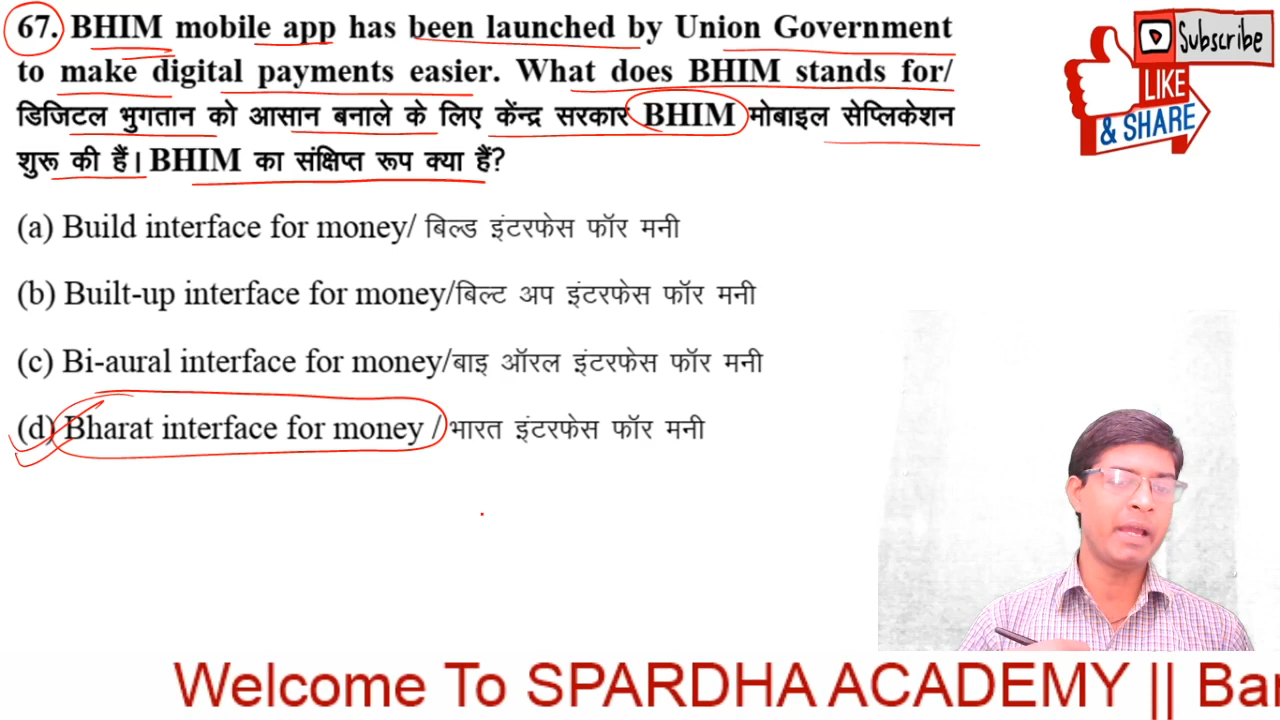 67. BHIM mobile app has been launched by Union Government
to make digital payments easier. What does BHIM stands for/
डिजिटल भुगतान को आसान बनाले के लिए केंन्द्र सरकार BHIM मोबाइल सेप्लिकेशन
शुरू की हैं। BHIM का संक्षिप्त रूप क्या हैं?
(a) Build interface for money/ बिल्ड इंटरफेस फॉर मनी
(b) Built-up interface for money/बिल्ट अप इंटरफेस फॉर मनी
(c) Bi-aural interface for money/बाइ ऑरल इंटरफेस फॉर मनी
(d) Bharat interface for money / भारत इंटरफेस फॉर मनी
Subscribe
LIKE
& SHARE
Welcome To SPARDHA ACADEMY || Bar